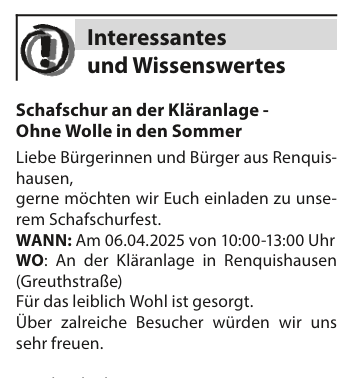 Interessantes
und Wissenswertes
Schafschur an der Kläranlage -
Ohne Wolle in den Sommer
Liebe Bürgerinnen und Bürger aus Renquis-
hausen,
gerne möchten wir Euch einladen zu unse-
rem Schafschurfest.
WANN: Am 06.04.2025 von 10:00-13:00 Uhr
WO: An der Kläranlage in Renquishausen
(Greuthstraße)
Für das leiblich Wohl ist gesorgt.
Über zalreiche Besucher würden wir uns
sehr freuen.